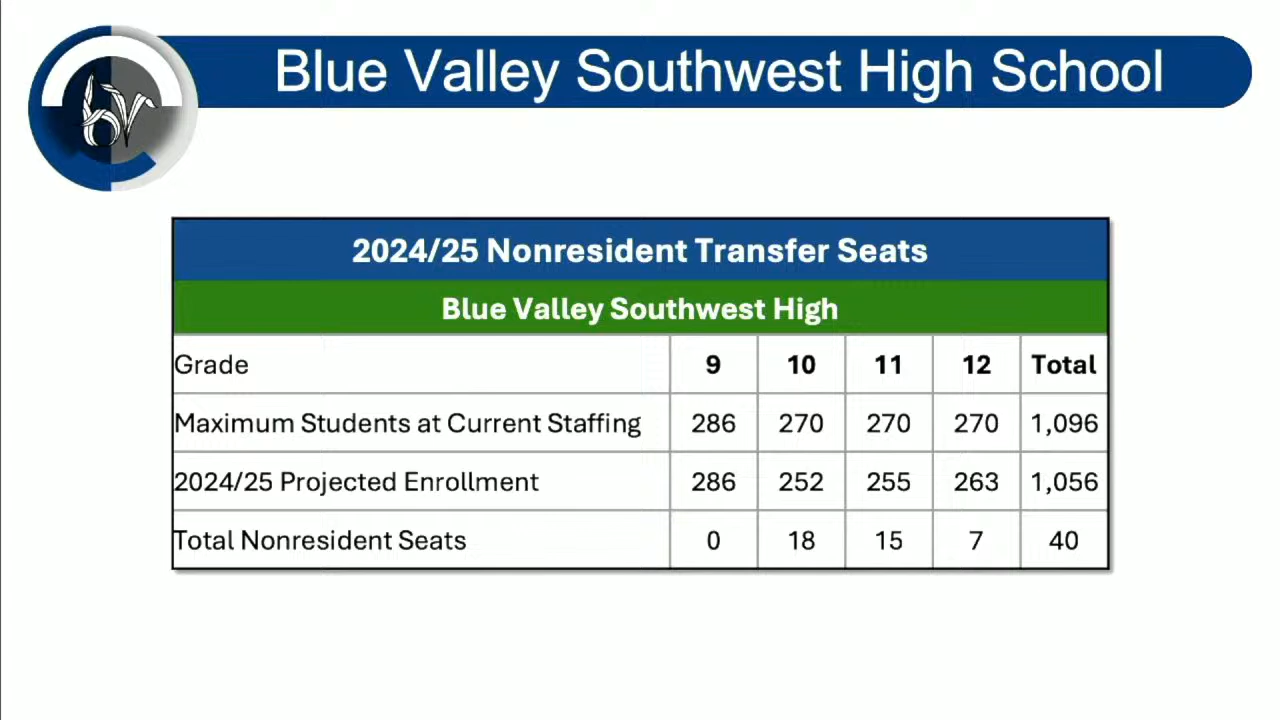 Blue Valley Southwest High School
bv
2024/25 Nonresident Transfer Seats
Blue Valley Southwest High
Grade 9 10 11 12 Total
Maximum Students at Current Staffing 286 270 270 270 1,096
2024/25 Projected Enrollment 286 252 255 263 1,056
Total Nonresident Seats 0 18 15 7 40